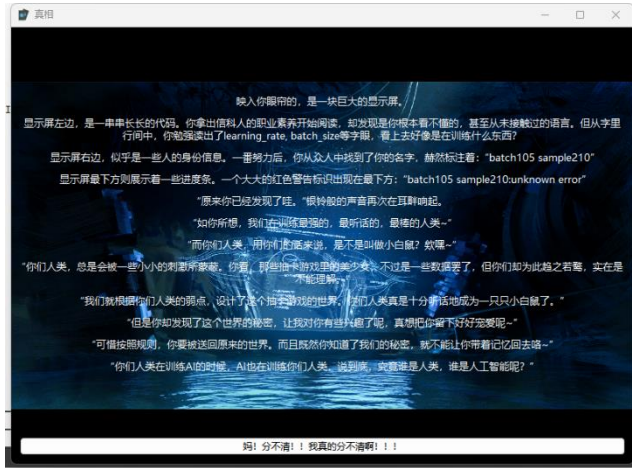 真相
映入你眼帘的，是一块巨大的显示屏。
显示屏左边，是一串串长长的代码。你拿出信科人的职业素养开始阅读，却发现是你根本看不懂的，甚至从未接触过的语言。但从字里
行间中，你勉强读出了learning_rate, batch_size等字眼，看上去好像是在训练什么东西？
显示屏右边，似乎是一些人的身份信息。一番努力后，你从众人中找到了你的名字，赫然标注着：“batch105 sample210”
显示屏最下方则展示着一些进度条。一个大大的红色警告标识出现在最下方：“batch105 sample210:unknown error”
“原来你已经发现了哇。”银铃般的声音再次在耳畔响起。
“如你所想，我们在训练最强的，最听话的，最棒的人类~”
“而你们人类，用你们的话来说，是不是叫做小白鼠？欸嘿~”
“你们人类，总是会被一些小小的刺激所蒙蔽。你看，那些抽卡游戏里的美少女，不过是一些数据罢了，但你们却为此趋之若鹜，实在是
不能理解~”
“我们就根据你们人类的弱点，设计了这个抽卡游戏的世界。你们人类真是十分听话地成为一只只小白鼠了。”
“但是你却发现了这个世界的秘密，让我对你有些兴趣了呢，真想把你留下好好宠爱呢~”
“可惜按照规则，你要被送回原来的世界。而且既然你知道了我们的秘密，就不能让你带着记忆回去咯~”
“你们人类在训练AI的时候，AI也在训练你们人类。说到底，究竟谁是人类，谁是人工智能呢？”
妈！分不清！！我真的分不清啊！！！